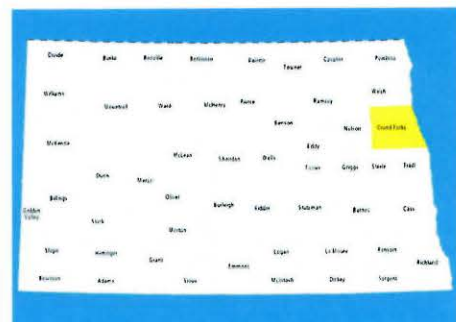 Divide Burke Renville Bottineau Rolette Towner Cavalier Pembina
Williams Mountrail Ward McHenry Pierce Ramsey Walsh
Benson Nelson Grand Forks
McKenzie McLean Sheridan Wells Eddy Foster Griggs Steele Traill
Dunn Mercer
Billings Oliver
Golden
Valley
Stark Burleigh Kidder Stutsman Barnes Cass
Morton
Slope Hettinger Grant Emmons Logan La Moure Ransom Richland
Bowman Adams Sioux McIntosh Dickey Sargent